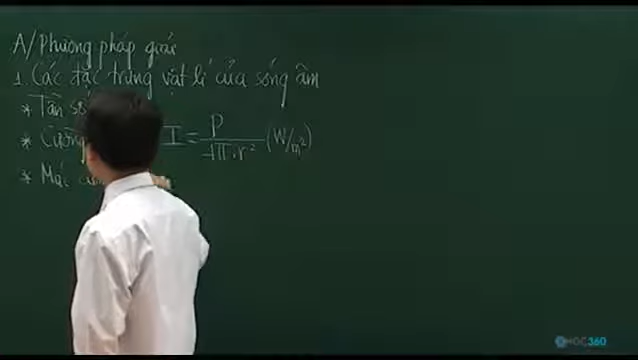 A/ Phương pháp giải
1. Các đặc trưng vật lí của sóng âm
* Tần số
* Cường I = P / 4π.r² (W/m²)
* Mức
HOC360